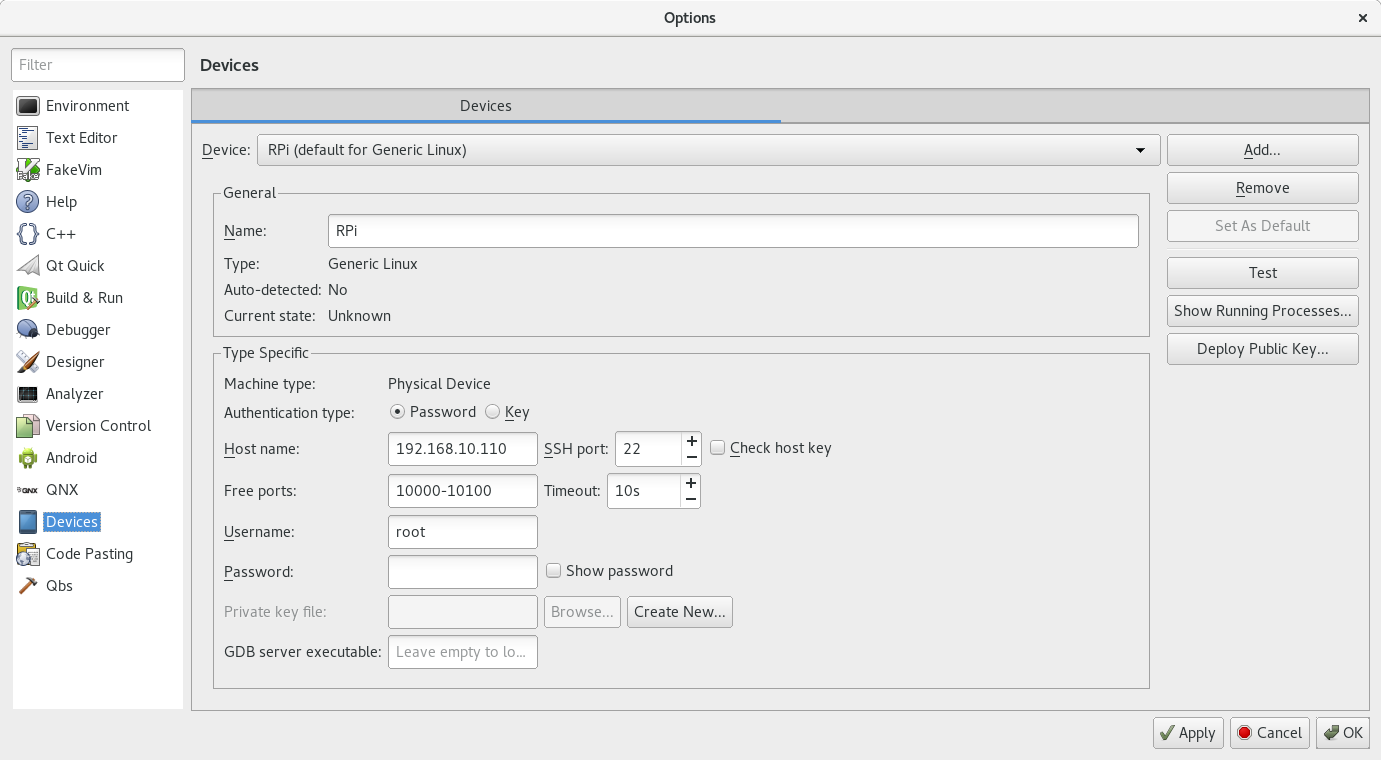 Options
Filter
Devices
Environment
Text Editor
FakeVim
Help
C++
Qt Quick
Build & Run
Debugger
Designer
Analyzer
Version Control
Android
QNX
Devices
Code Pasting
Qbs
Devices
Device: RPi (default for Generic Linux)
Add...
Remove
Set As Default
Test
Show Running Processes...
Deploy Public Key...
General
Name: RPi
Type: Generic Linux
Auto-detected: No
Current state: Unknown
Type Specific
Machine type: Physical Device
Authentication type: Password Key
Host name: 192.168.10.110 SSH port: 22 Check host key
Free ports: 10000-10100 Timeout: 10s
Username: root
Password: Show password
Private key file: Browse... Create New...
GDB server executable: Leave empty to lo...
Apply Cancel OK